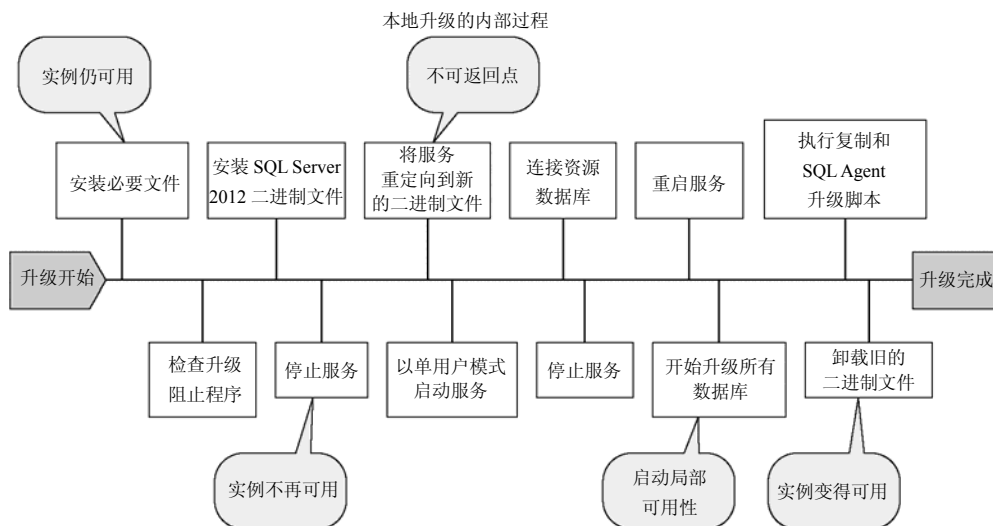 本地升级的内部过程
实例仍可用
不可返回点
安装必要文件
安装 SQL Server
2012 二进制文件
将服务
重定向到新
的二进制文件
连接资源
数据库
重启服务
执行复制和
SQL Agent
升级脚本
升级开始
升级完成
检查升级
阻止程序
停止服务
以单用户模式
启动服务
停止服务
开始升级所有
数据库
卸载旧的
二进制文件
实例不再可用
启动局部
可用性
实例变得可用